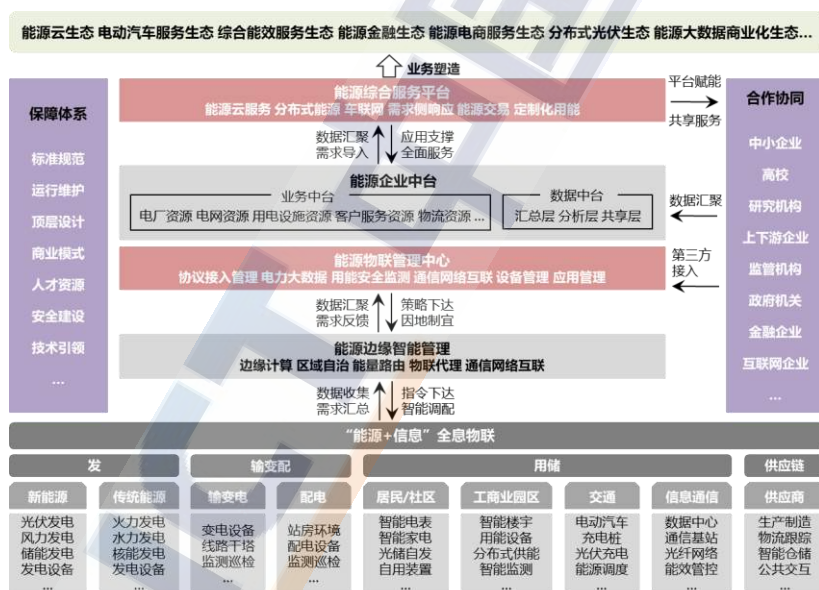 能源云生态 电动汽车服务生态 综合能效服务生态 能源金融生态 能源电商服务生态 分布式光伏生态 能源大数据商业化生态...
业务塑造
保障体系
标准规范
运行维护
顶层设计
商业模式
人才资源
安全建设
技术引领
...
能源综合服务平台
能源云服务 分布式能源 车联网 需求侧响应 能源交易 定制化用能
数据汇聚
需求导入
应用支撑
全面服务
能源企业中台
业务中台
电厂资源 电网资源 用电设施资源 客户服务资源 物流资源 ...
数据中台
汇总层 分析层 共享层
能源物联管理中心
协议接入管理 电力大数据 用能安全监测 通信网络互联 设备管理 应用管理
数据汇聚
需求反馈
策略下达
因地制宜
能源边缘智能管理
边缘计算 区域自治 能量路由 物联代理 通信网络互联
数据收集
需求汇总
指令下达
智能调配
平台赋能
共享服务
数据汇聚
第三方
接入
合作协同
中小企业
高校
研究机构
上下游企业
监管机构
政府机关
金融企业
互联网企业
...
“能源+信息”全息物联
发
输变配
用储
供应链
新能源
传统能源
输变电
配电
居民/社区
工商业园区
交通
信息通信
供应商
光伏发电
风力发电
储能发电
发电设备
...
火力发电
水力发电
核能发电
发电设备
...
变电设备
线路干塔
监测巡检
...
站房环境
配电设备
监测巡检
...
智能电表
智能家电
光储自发
自用装置
...
智能楼宇
用能设备
分布式供能
智能监测
...
电动汽车
充电桩
光伏充电
能源调度
...
数据中心
通信基站
光纤网络
能效管控
...
生产制造
物流跟踪
智能仓储
公共交互
...